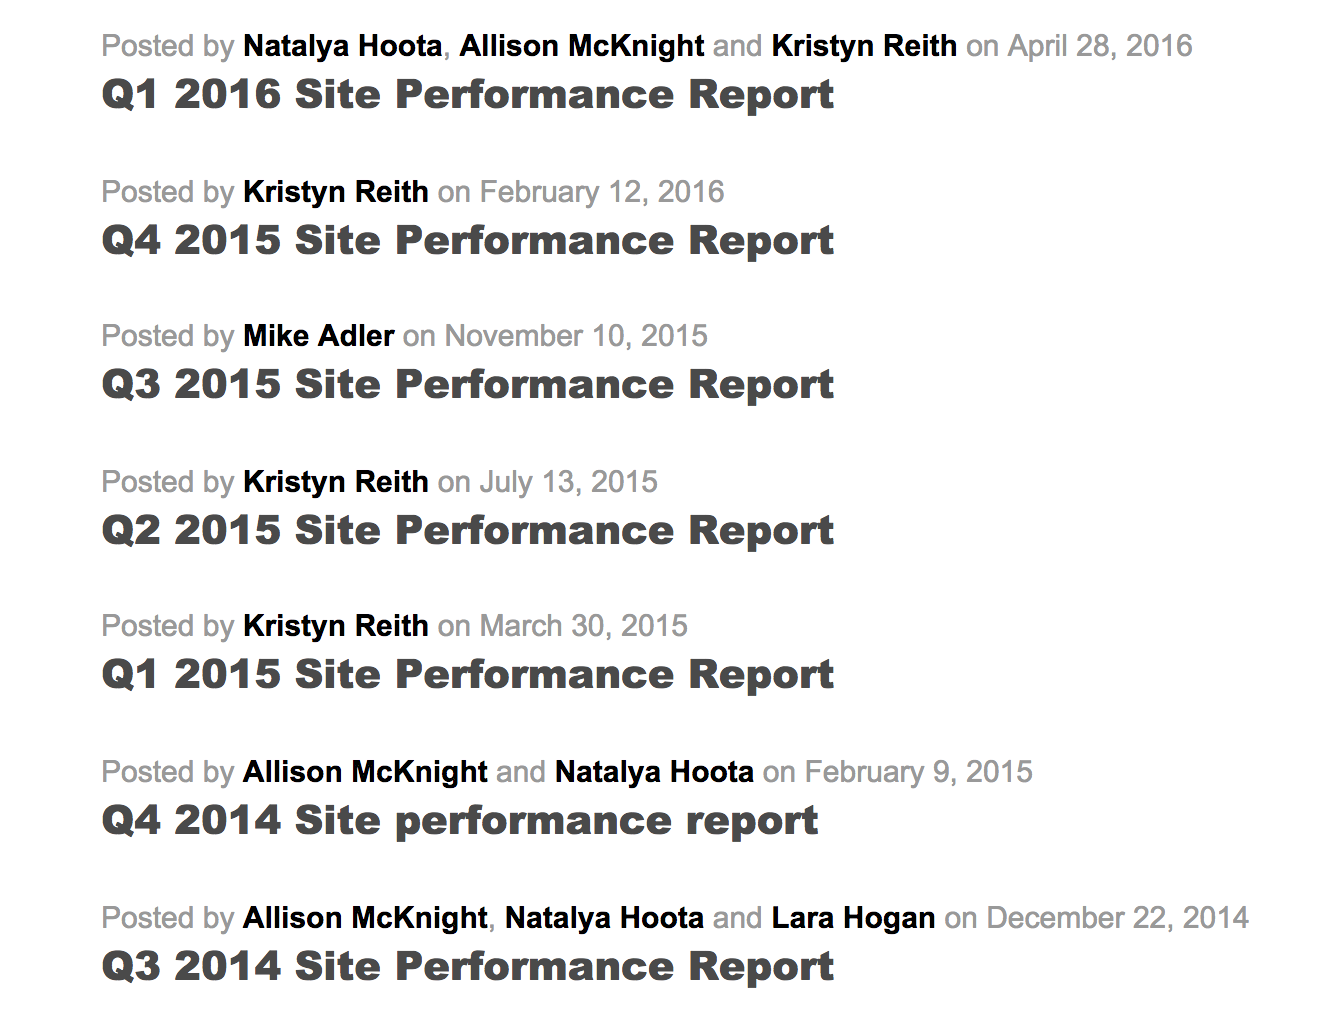 Posted by Natalya Hoota, Allison McKnight and Kristyn Reith on April 28, 2016
Q1 2016 Site Performance Report
Posted by Kristyn Reith on February 12, 2016
Q4 2015 Site Performance Report
Posted by Mike Adler on November 10, 2015
Q3 2015 Site Performance Report
Posted by Kristyn Reith on July 13, 2015
Q2 2015 Site Performance Report
Posted by Kristyn Reith on March 30, 2015
Q1 2015 Site Performance Report
Posted by Allison McKnight and Natalya Hoota on February 9, 2015
Q4 2014 Site performance report
Posted by Allison McKnight, Natalya Hoota and Lara Hogan on December 22, 2014
Q3 2014 Site Performance Report